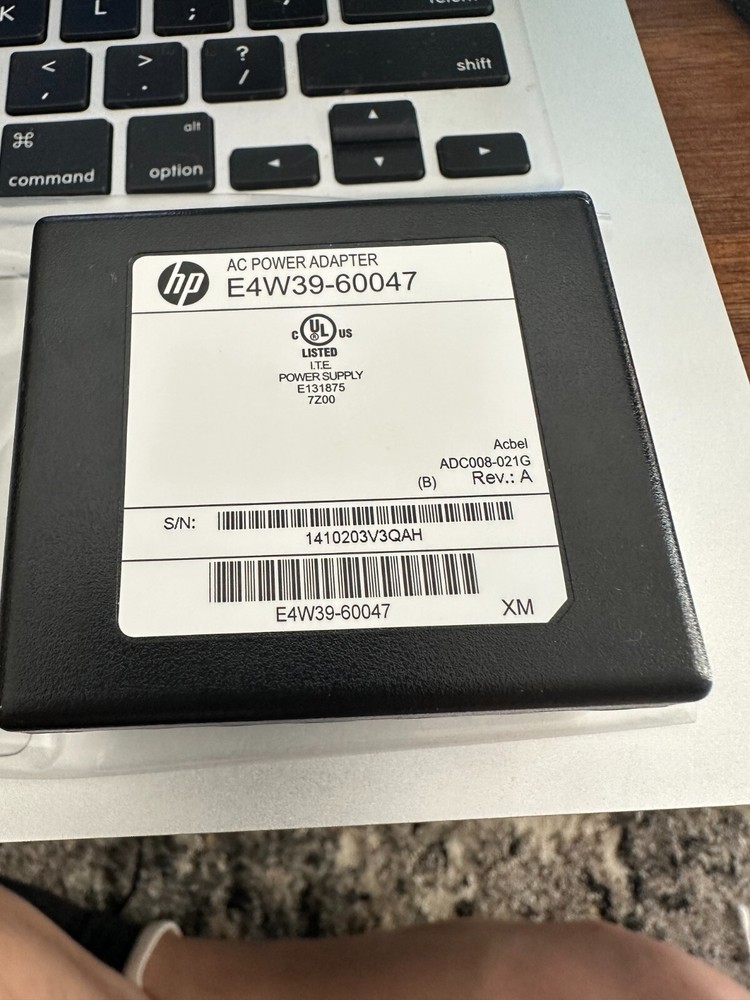 K L : ;
< , > . ? / shift
⌘ command alt option
◄ ▲ ▼ ►
hp AC POWER ADAPTER
E4W39-60047
C UL ® US
LISTED
I.T.E.
POWER SUPPLY
E131875
7Z00
Acbel
ADC008-021G
(B) Rev.: A
S/N:
1410203V3QAH
E4W39-60047 XM